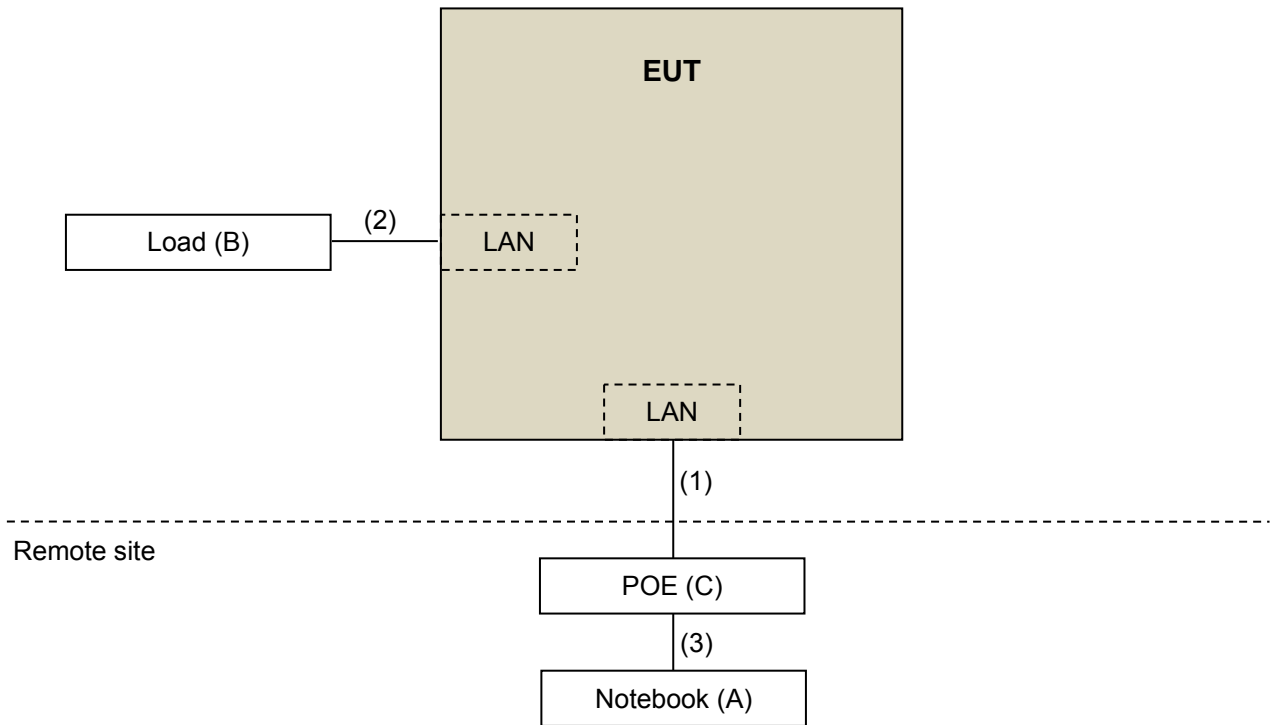 EUT
Load (B)
(2)
LAN
LAN
(1)
Remote site
POE (C)
(3)
Notebook (A)